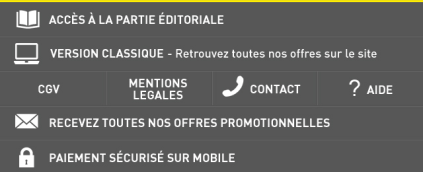 ACCÈS À LA PARTIE ÉDITORIALE
VERSION CLASSIQUE - Retrouvez toutes nos offres sur le site
CGV
MENTIONS
LEGALES
CONTACT
? AIDE
RECEVEZ TOUTES NOS OFFRES PROMOTIONNELLES
PAIEMENT SÉCURISÉ SUR MOBILE